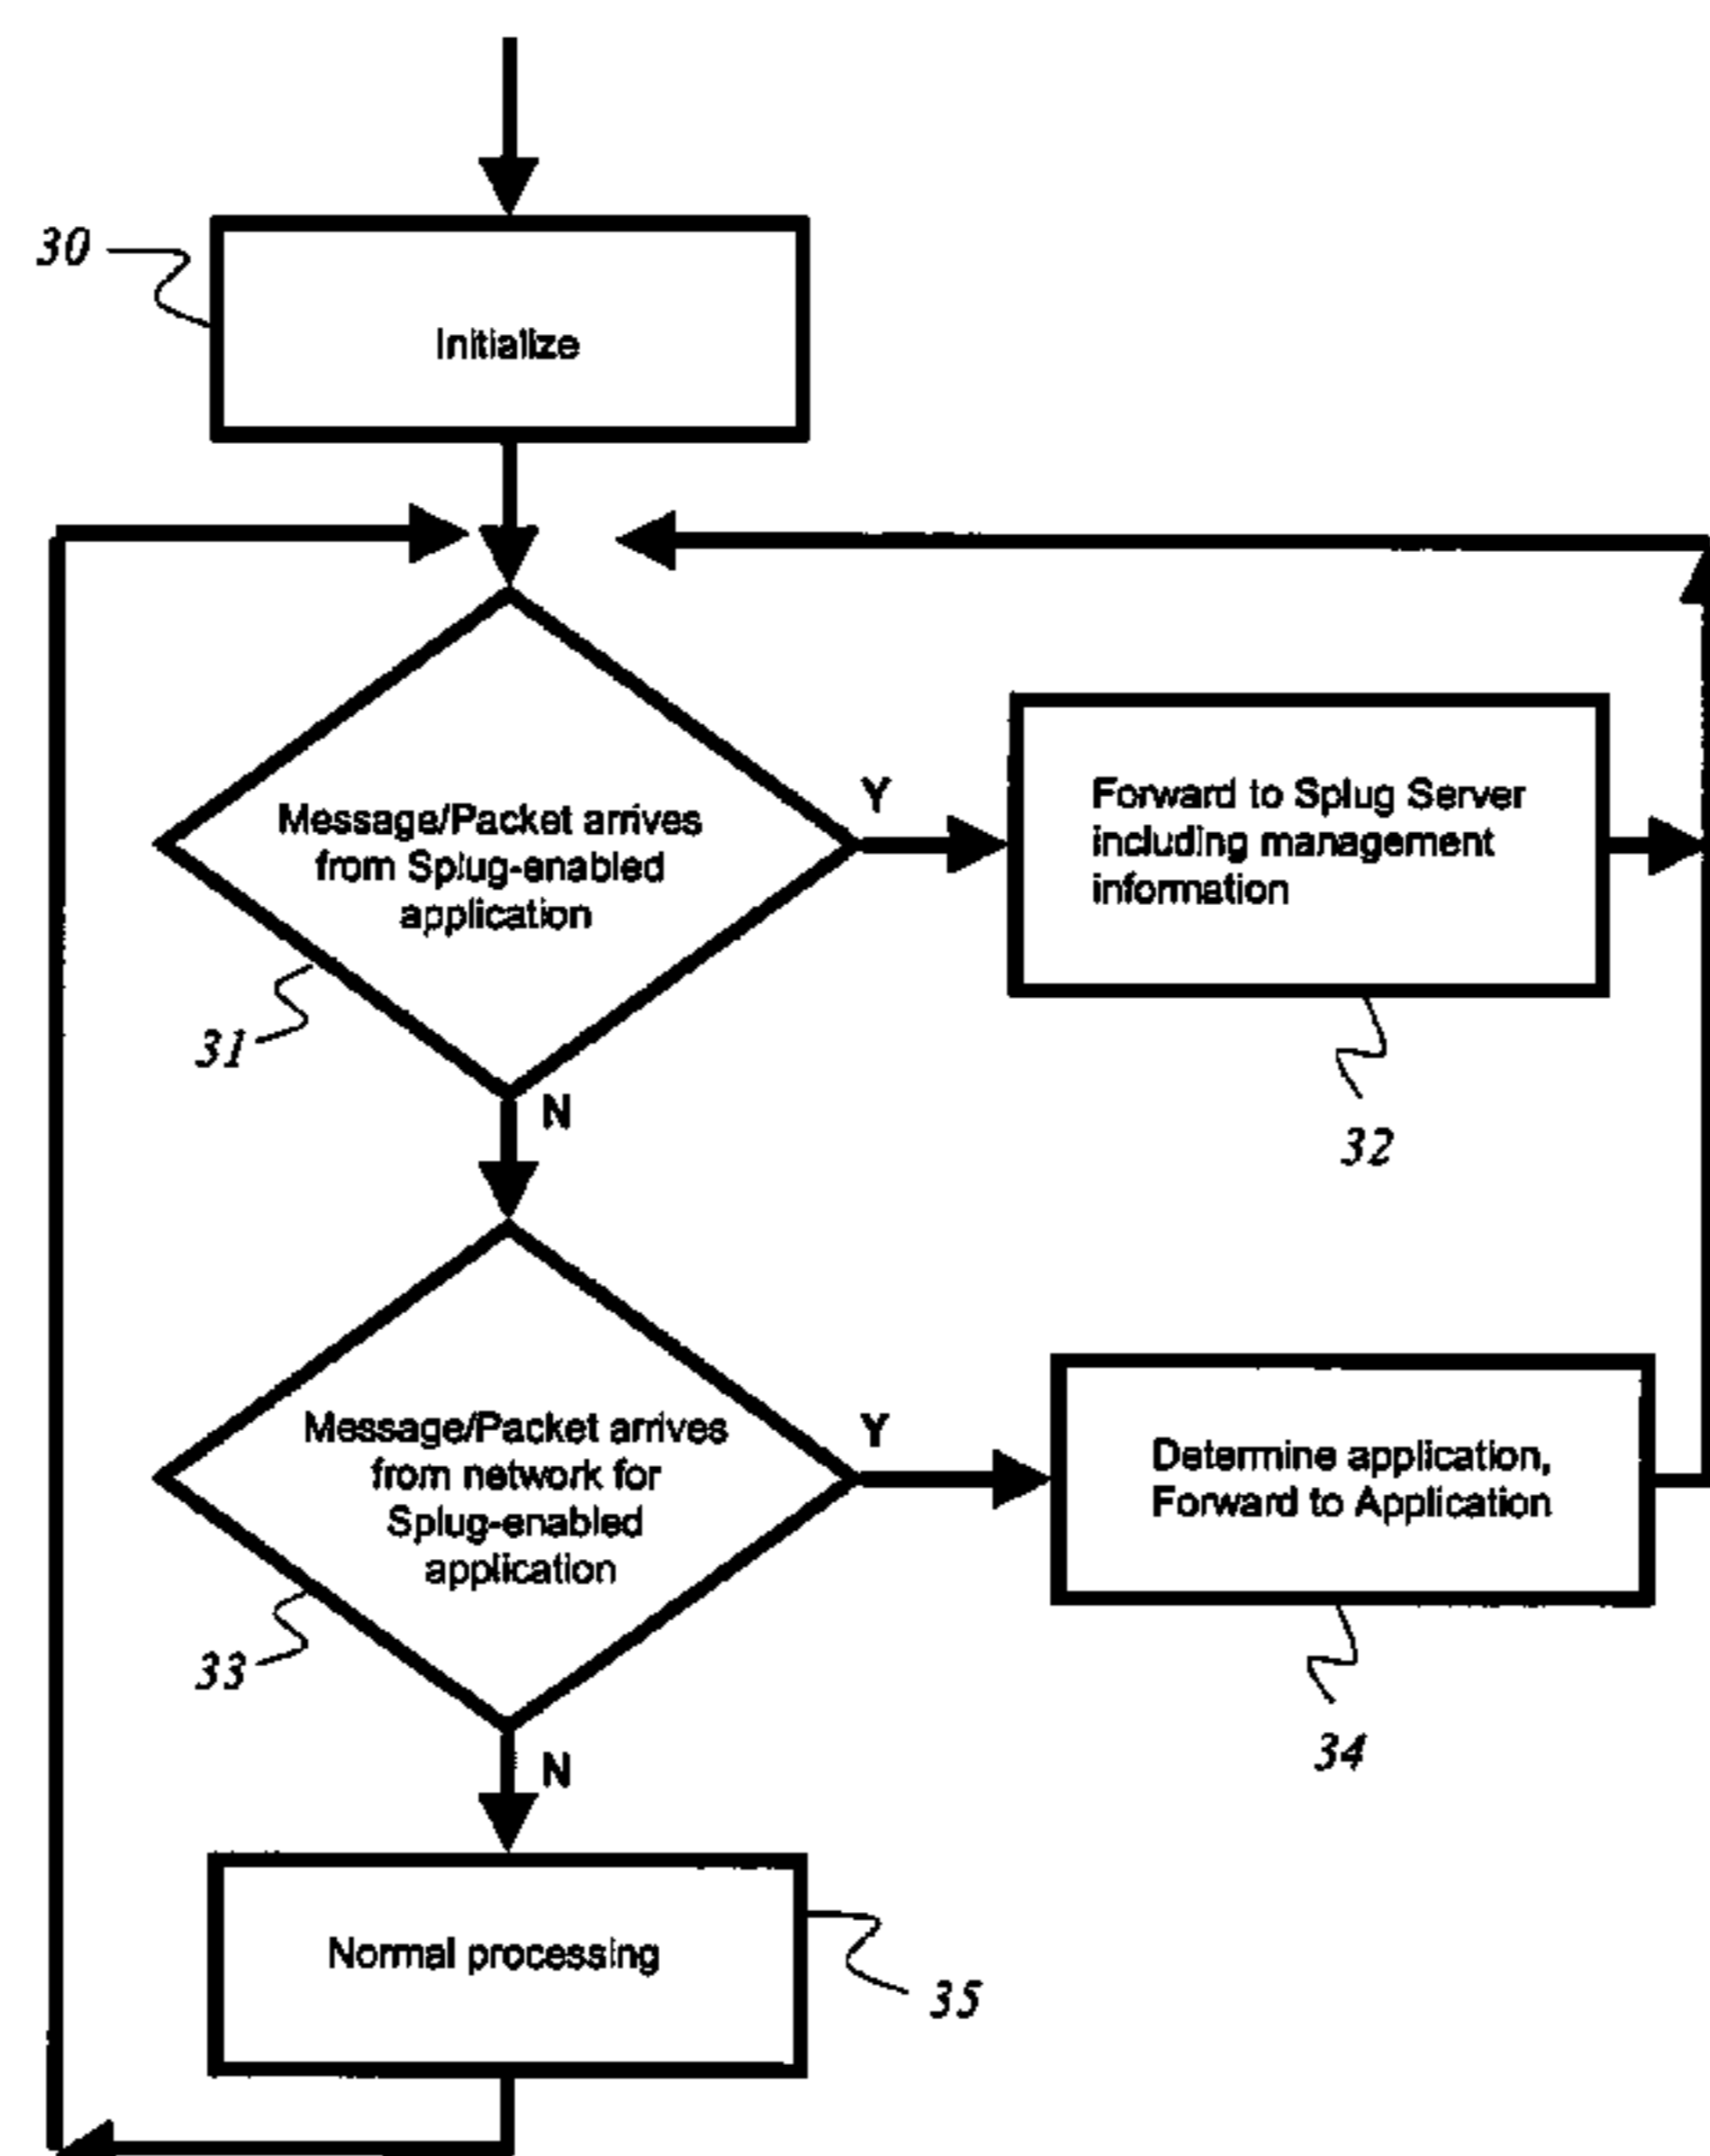 30
Initialize
Message/Packet arrives
from Splug-enabled
application
31
Y
Forward to Splug Server
including management
information
32
N
Message/Packet arrives
from network for
Splug-enabled
application
33
Y
Determine application,
Forward to Application
34
N
Normal processing
35